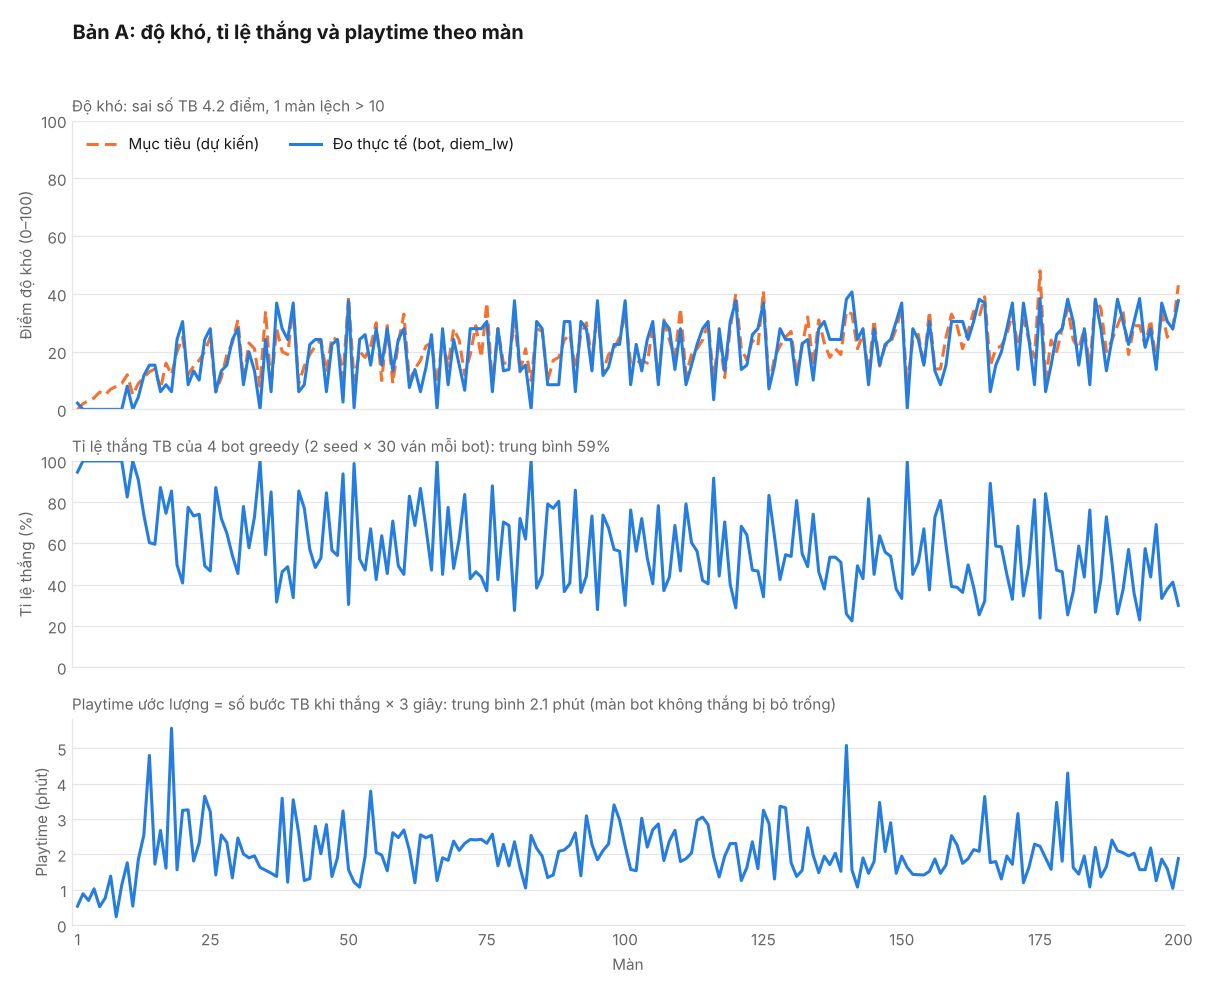 Bản A: độ khó, tỉ lệ thắng và playtime theo màn
Độ khó: sai số TB 4.2 điểm, 1 màn lệch > 10
Mục tiêu (dự kiến)
Đo thực tế (bot, diem_lw)
Điểm độ khó (0–100)
100
80
60
40
20
0
Tỉ lệ thắng TB của 4 bot greedy (2 seed × 30 ván mỗi bot): trung bình 59%
Tỉ lệ thắng (%)
100
80
60
40
20
0
Playtime ước lượng = số bước TB khi thắng × 3 giây: trung bình 2.1 phút (màn bot không thắng bị bỏ trống)
Playtime (phút)
5
4
3
2
1
0
1 25 50 75 100 125 150 175 200
Màn